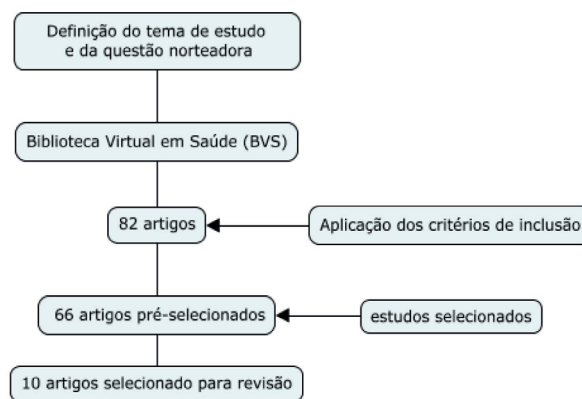 Definição do tema de estudo
e da questão norteadora
Biblioteca Virtual em Saúde (BVS)
82 artigos
Aplicação dos critérios de inclusão
66 artigos pré-selecionados
estudos selecionados
10 artigos selecionado para revisão